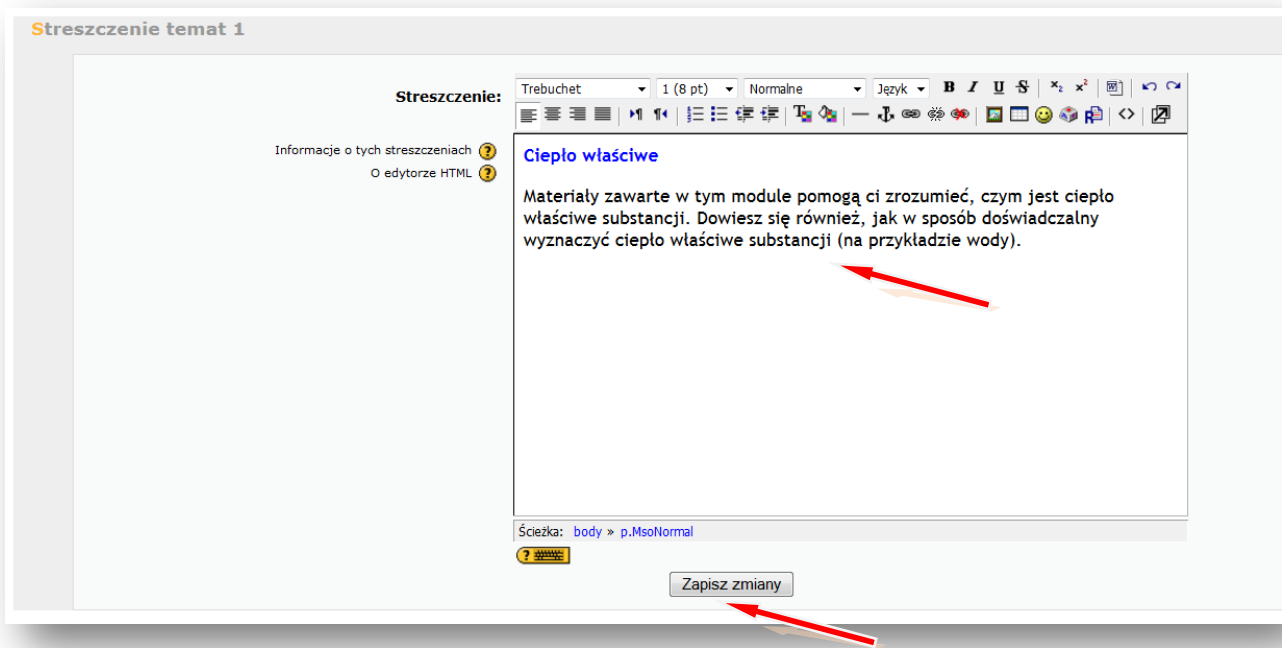 Streszczenie temat 1
Streszczenie:
Trebuchet 1 (8 pt) Normalne Język B I U S x₂ x²
Informacje o tych streszczeniach ?
O edytorze HTML ?
Ciepło właściwe
Materiały zawarte w tym module pomogą ci zrozumieć, czym jest ciepło
właściwe substancji. Dowiesz się również, jak w sposób doświadczalny
wyznaczyć ciepło właściwe substancji (na przykładzie wody).
Ścieżka: body » p.MsoNormal
?
Zapisz zmiany